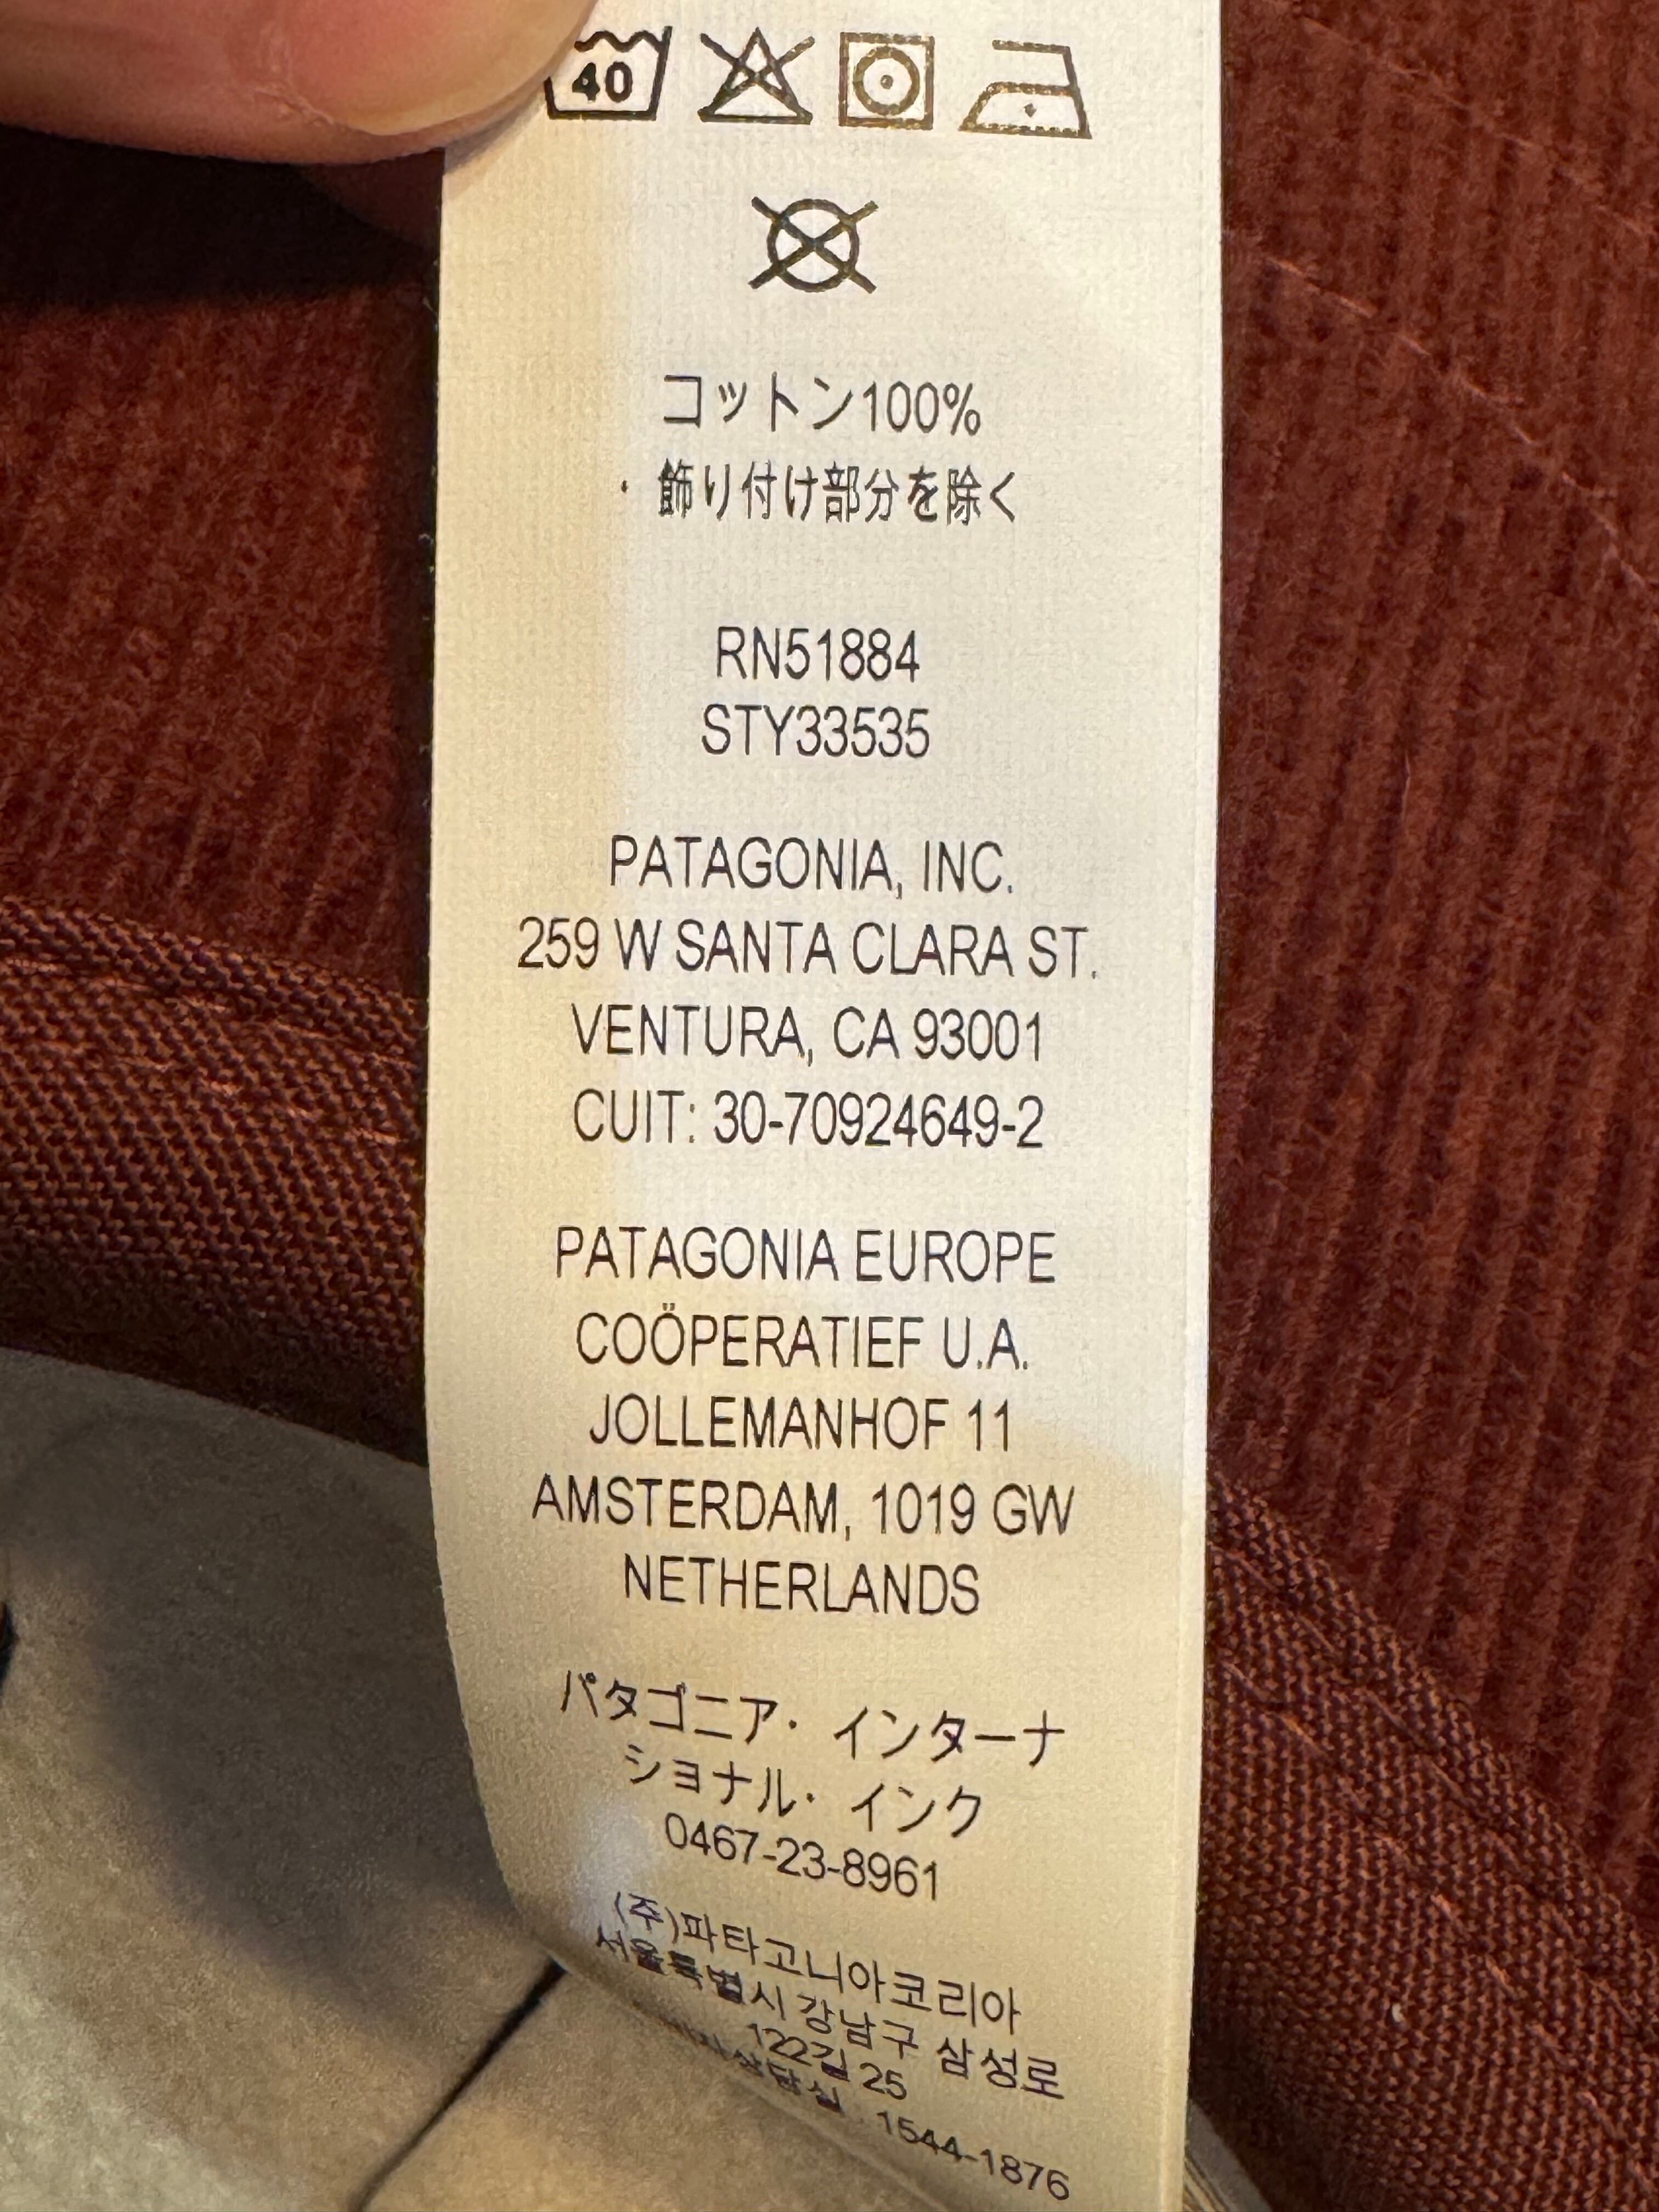 40
コットン100%
・飾り付け部分を除く
RN51884
STY33535
PATAGONIA, INC.
259 W SANTA CLARA ST.
VENTURA, CA 93001
CUIT: 30-70924649-2
PATAGONIA EUROPE
COÖPERATIEF U.A.
JOLLEMANHOF 11
AMSTERDAM, 1019 GW
NETHERLANDS
パタゴニア・インターナ
ショナル・インク
0467-23-8961
(주)파타고니아코리아
서울특별시 강남구 삼성로
122길 25
1544-1876